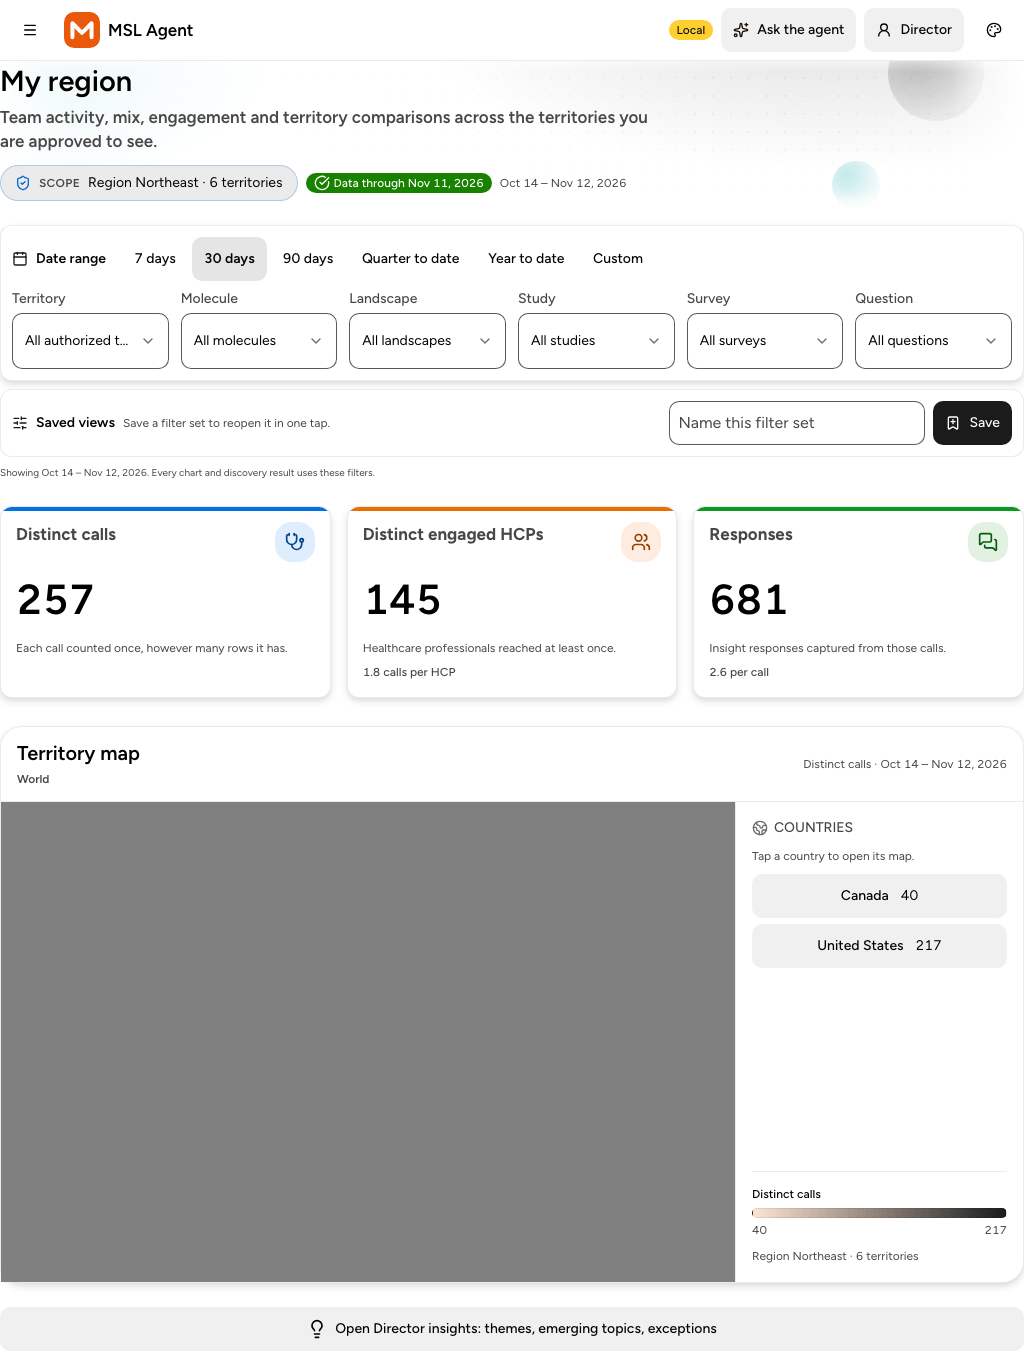 MSL Agent
Local
Ask the agent
Director
My region
Team activity, mix, engagement and territory comparisons across the territories you
are approved to see.
SCOPE Region Northeast · 6 territories
Data through Nov 11, 2026
Oct 14 – Nov 12, 2026
Date range
7 days
30 days
90 days
Quarter to date
Year to date
Custom
Territory
Molecule
Landscape
Study
Survey
Question
All authorized t...
All molecules
All landscapes
All studies
All surveys
All questions
Saved views
Save a filter set to reopen it in one tap.
Name this filter set
Save
Showing Oct 14 – Nov 12, 2026. Every chart and discovery result uses these filters.
Distinct calls
257
Each call counted once, however many rows it has.
Distinct engaged HCPs
145
Healthcare professionals reached at least once.
1.8 calls per HCP
Responses
681
Insight responses captured from those calls.
2.6 per call
Territory map
World
Distinct calls · Oct 14 – Nov 12, 2026
COUNTRIES
Tap a country to open its map.
Canada 40
United States 217
Distinct calls
40 217
Region Northeast · 6 territories
Open Director insights: themes, emerging topics, exceptions